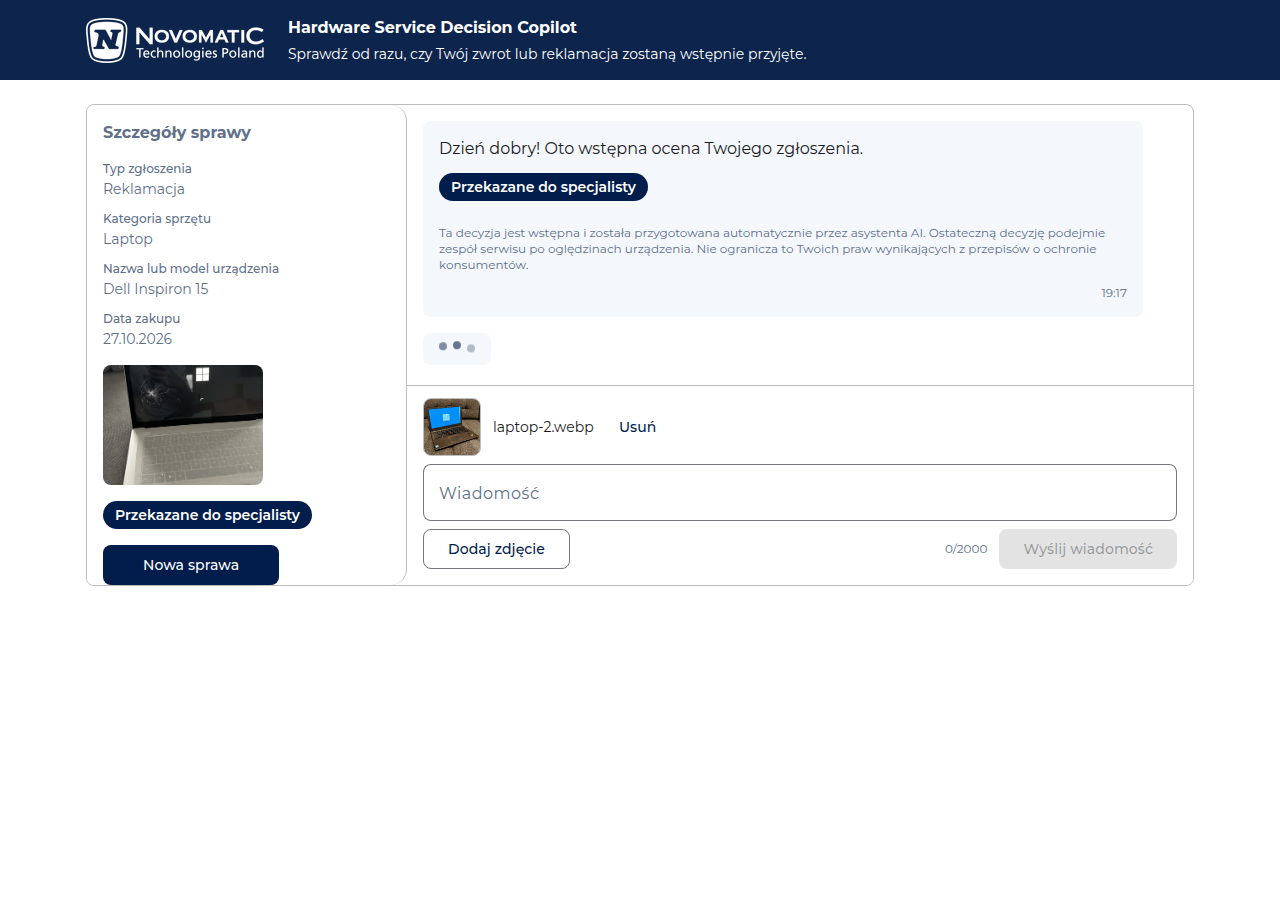 NOVOMATIC
Technologies Poland
Hardware Service Decision Copilot
Sprawdź od razu, czy Twój zwrot lub reklamacja zostaną wstępnie przyjęte.
Szczegóły sprawy
Typ zgłoszenia
Reklamacja
Kategoria sprzętu
Laptop
Nazwa lub model urządzenia
Dell Inspiron 15
Data zakupu
27.10.2026
Przekazane do specjalisty
Nowa sprawa
Dzień dobry! Oto wstępna ocena Twojego zgłoszenia.
Przekazane do specjalisty
Ta decyzja jest wstępna i została przygotowana automatycznie przez asystenta AI. Ostateczną decyzję podejmie
zespół serwisu po oględzinach urządzenia. Nie ogranicza to Twoich praw wynikających z przepisów o ochronie
konsumentów.
19:17
laptop-2.webp
Usuń
Wiadomość
Dodaj zdjęcie
0/2000
Wyślij wiadomość